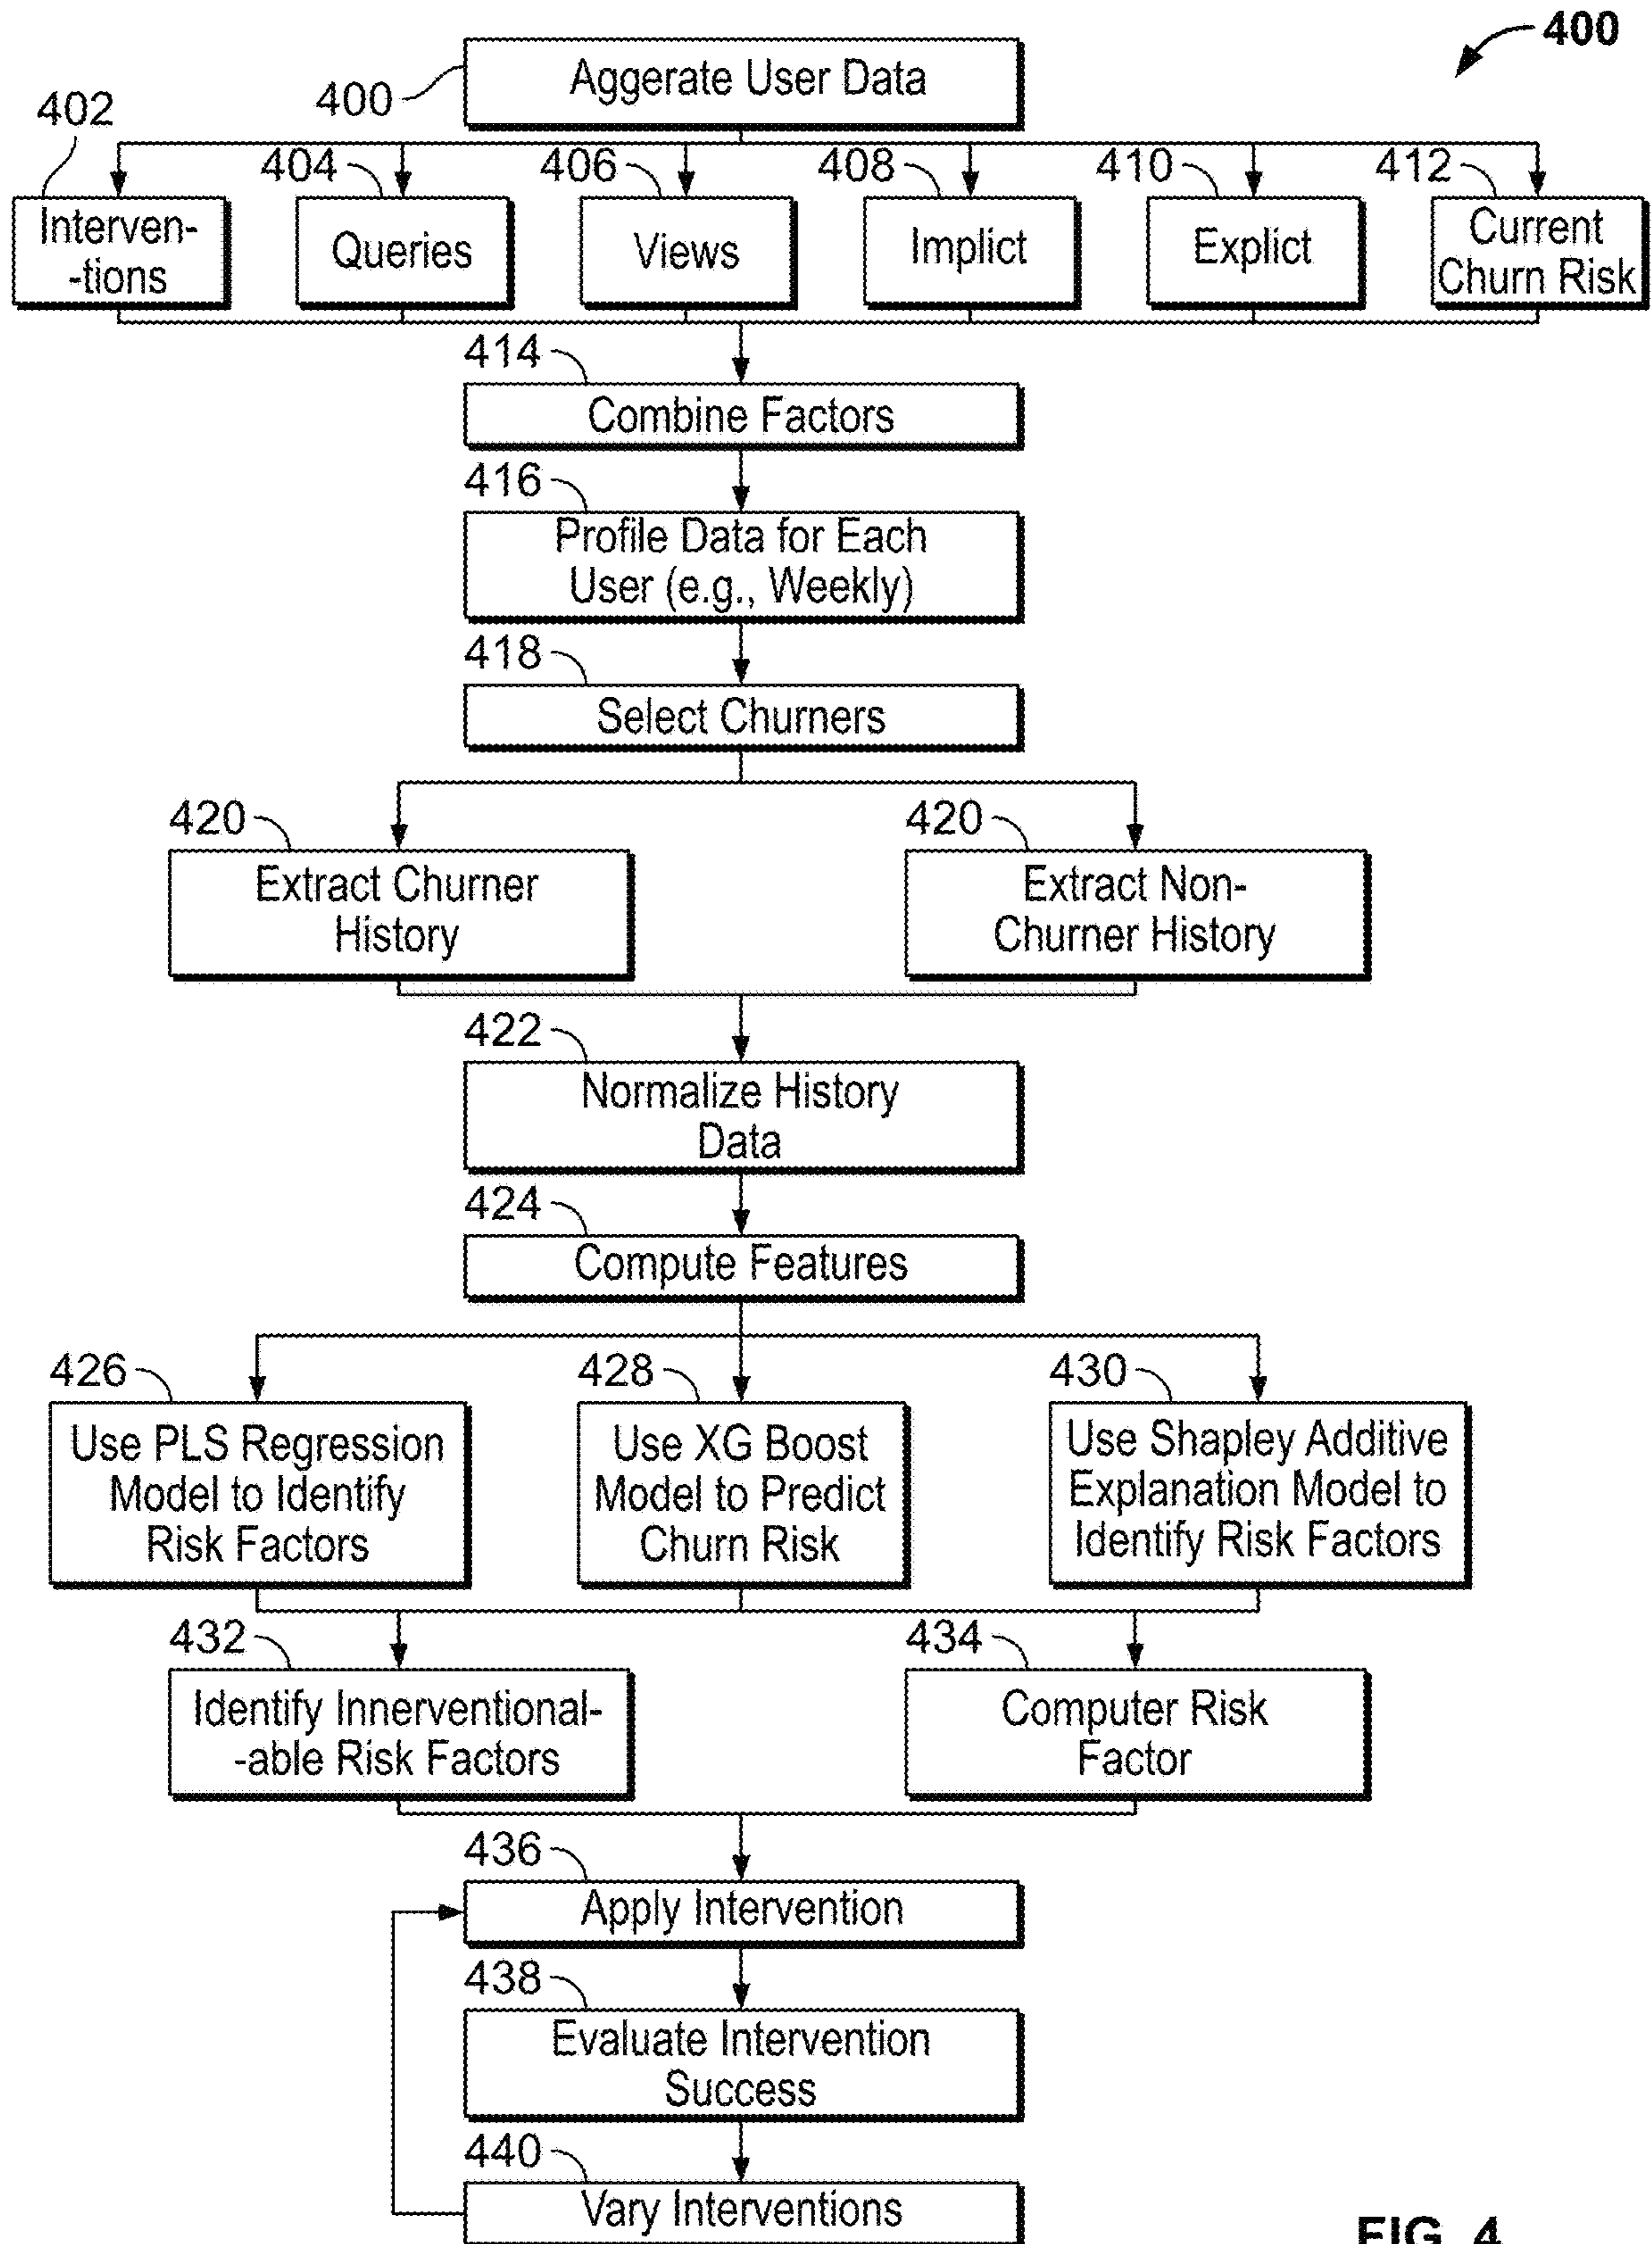 400
Aggerate User Data
400
402
404
406
408
410
412
Interven-
-tions
Queries
Views
Implict
Explict
Current
Churn Risk
414
Combine Factors
416
Profile Data for Each
User (e.g., Weekly)
418
Select Churners
420
420
Extract Churner
History
Extract Non-
Churner History
422
Normalize History
Data
424
Compute Features
426
428
430
Use PLS Regression
Model to Identify
Risk Factors
Use XG Boost
Model to Predict
Churn Risk
Use Shapley Additive
Explanation Model to
Identify Risk Factors
432
434
Identify Innerventional-
-able Risk Factors
Computer Risk
Factor
436
Apply Intervention
438
Evaluate Intervention
Success
440
Vary Interventions
FIG. 4